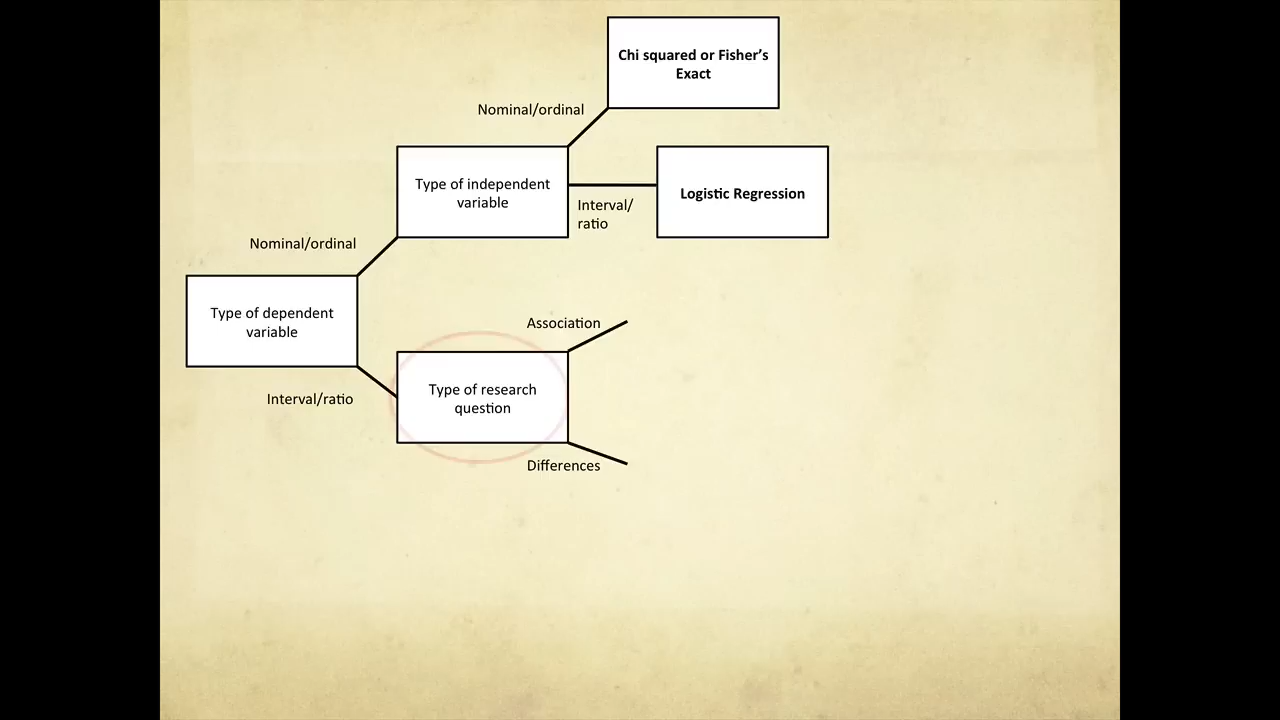 Chi squared or Fisher’s
Exact
Nominal/ordinal
Type of independent
variable
Interval/
ratio
Logistic Regression
Nominal/ordinal
Type of dependent
variable
Interval/ratio
Association
Type of research
question
Differences